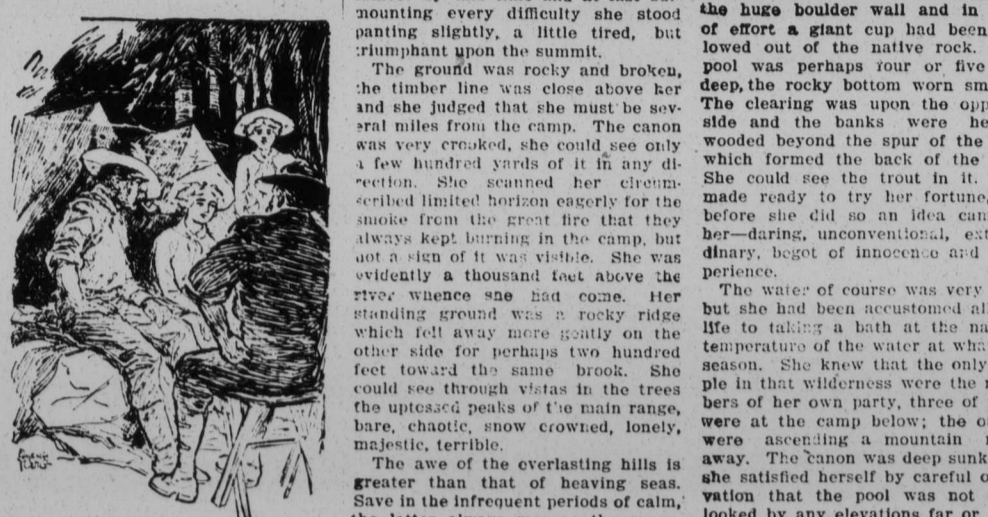 mounting every difficulty she stood
panting slightly, a little tired, but
triumphant upon the summit.
The ground was rocky and broken,
the timber line was close above her
and she judged that she must be sev-
eral miles from the camp. The canon
was very crooked, she could see only
a few hundred yards of it in any di-
rection. She scanned her circum-
scribed limited horizon eagerly for the
smoke from the great fire that they
always kept burning in the camp, but
not a sign of it was visible. She was
evidently a thousand feet above the
river whence she had come. Her
standing ground was a rocky ridge
which fell away more gently on the
other side for perhaps two hundred
feet toward the same brook. She
could see through vistas in the trees
the uptossed peaks of the main range,
bare, chaotic, snow crowned, lonely,
majestic, terrible.
The awe of the everlasting hills is
greater than that of heaving seas.
Save in the infrequent periods of calm,
the huge boulder wall and in
of effort a giant cup had been
lowed out of the native rock.
pool was perhaps four or five
deep, the rocky bottom worn sm
The clearing was upon the opp
side and the banks were he
wooded beyond the spur of the
which formed the back of the
She could see the trout in it.
made ready to try her fortune,
before she did so an idea cam
her—daring, unconventional, ext
dinary, begot of innocence and
perience.
The water of course was very
but she had been accustomed al
life to taking a bath at the na
temperature of the water at wha
season. She knew that the only
ple in that wilderness were the
bers of her own party, three of
were at the camp below; the o
were ascending a mountain
away. The canon was deep sunk
she satisfied herself by careful o
vation that the pool was not
looked by any elevations far or